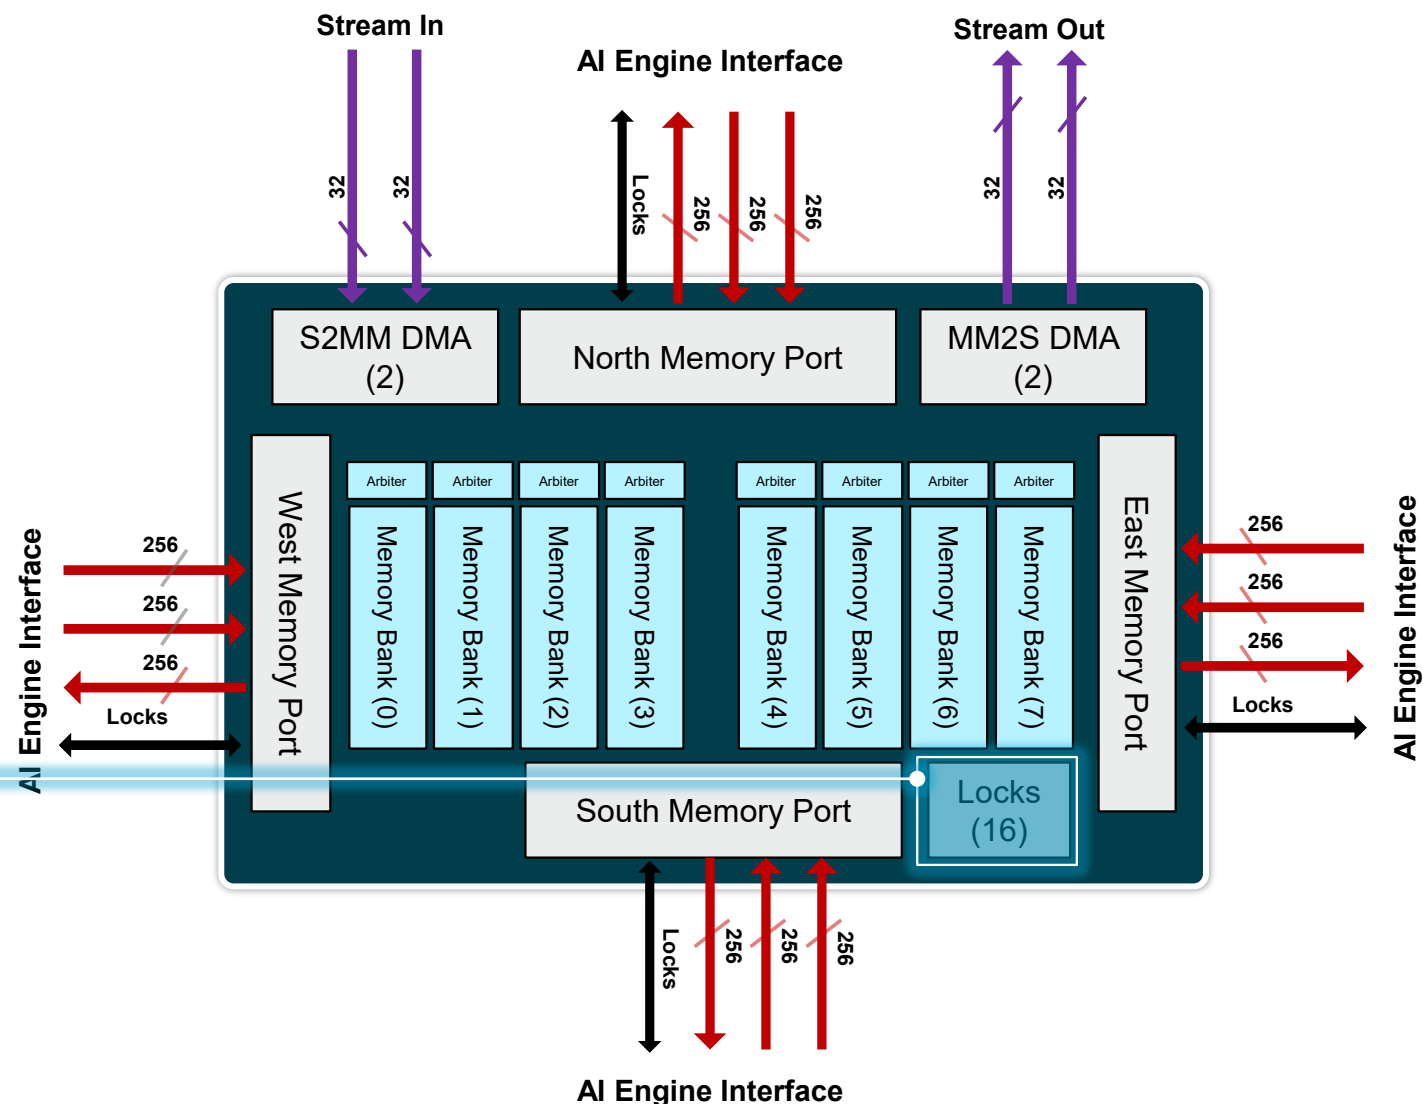 Stream In
AI Engine Interface
Stream Out
32
32
Locks
256
256
256
32
32
S2MM DMA
(2)
North Memory Port
MM2S DMA
(2)
West Memory Port
Arbiter
Arbiter
Arbiter
Arbiter
Arbiter
Arbiter
Arbiter
Arbiter
Memory Bank (0)
Memory Bank (1)
Memory Bank (2)
Memory Bank (3)
Memory Bank (4)
Memory Bank (5)
Memory Bank (6)
Memory Bank (7)
East Memory Port
AI Engine Interface
256
256
256
Locks
256
256
256
Locks
AI Engine Interface
South Memory Port
Locks
(16)
Locks
256
256
256
AI Engine Interface